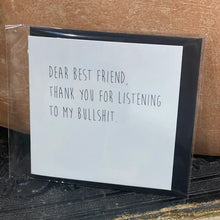 DEAR BEST FRIEND,
THANK YOU FOR LISTENING
TO MY BULLSHIT.